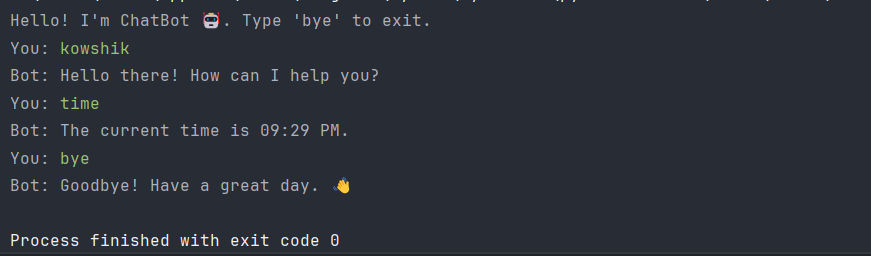 Hello! I'm ChatBot 🤖. Type 'bye' to exit.
You: kowshik
Bot: Hello there! How can I help you?
You: time
Bot: The current time is 09:29 PM.
You: bye
Bot: Goodbye! Have a great day. 👋
Process finished with exit code 0